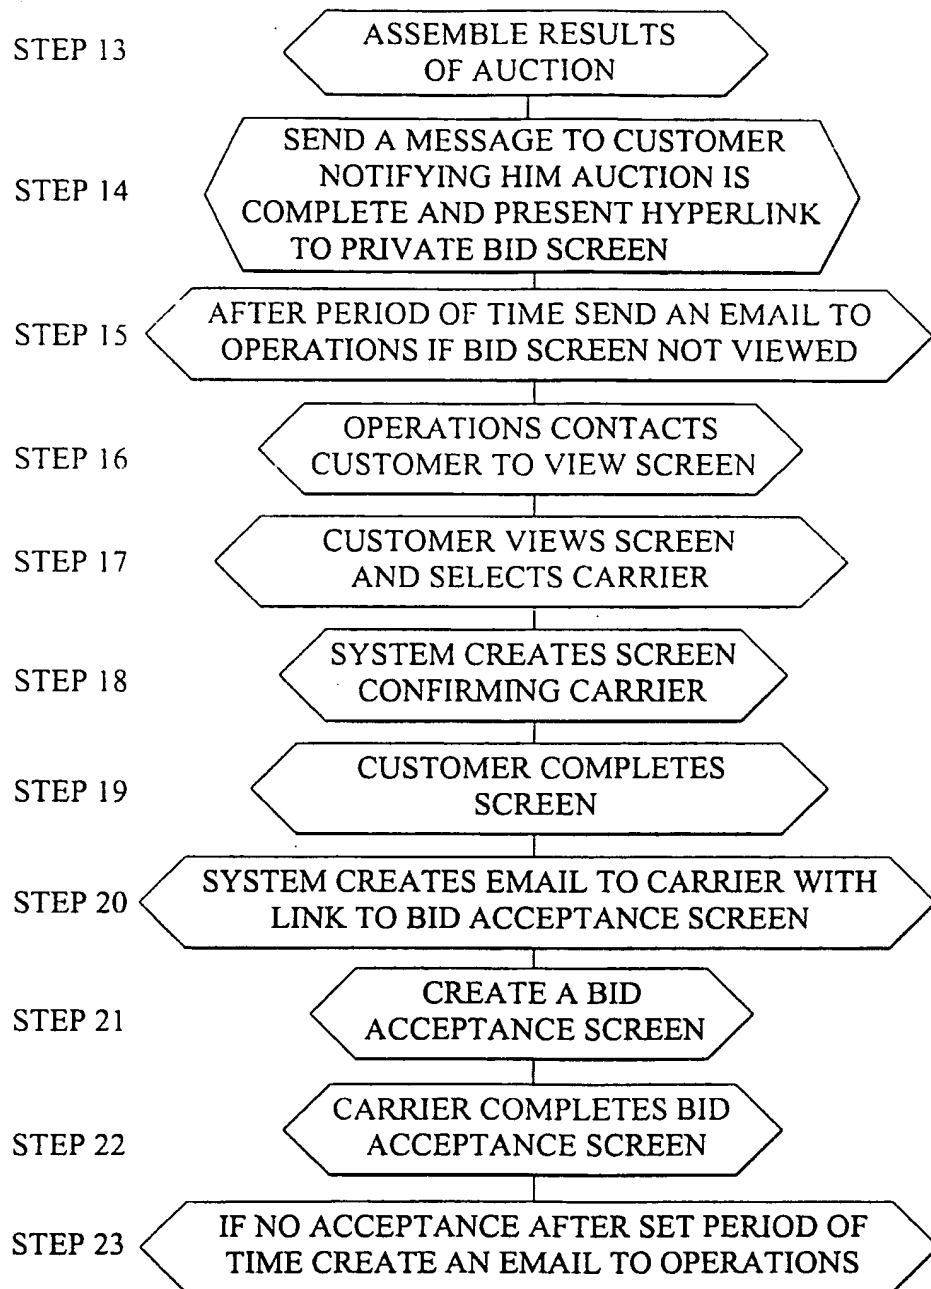 STEP 13
ASSEMBLE RESULTS
OF AUCTION
STEP 14
SEND A MESSAGE TO CUSTOMER
NOTIFYING HIM AUCTION IS
COMPLETE AND PRESENT HYPERLINK
TO PRIVATE BID SCREEN
STEP 15
AFTER PERIOD OF TIME SEND AN EMAIL TO
OPERATIONS IF BID SCREEN NOT VIEWED
STEP 16
OPERATIONS CONTACTS
CUSTOMER TO VIEW SCREEN
STEP 17
CUSTOMER VIEWS SCREEN
AND SELECTS CARRIER
STEP 18
SYSTEM CREATES SCREEN
CONFIRMING CARRIER
STEP 19
CUSTOMER COMPLETES
SCREEN
STEP 20
SYSTEM CREATES EMAIL TO CARRIER WITH
LINK TO BID ACCEPTANCE SCREEN
STEP 21
CREATE A BID
ACCEPTANCE SCREEN
STEP 22
CARRIER COMPLETES BID
ACCEPTANCE SCREEN
STEP 23
IF NO ACCEPTANCE AFTER SET PERIOD OF
TIME CREATE AN EMAIL TO OPERATIONS